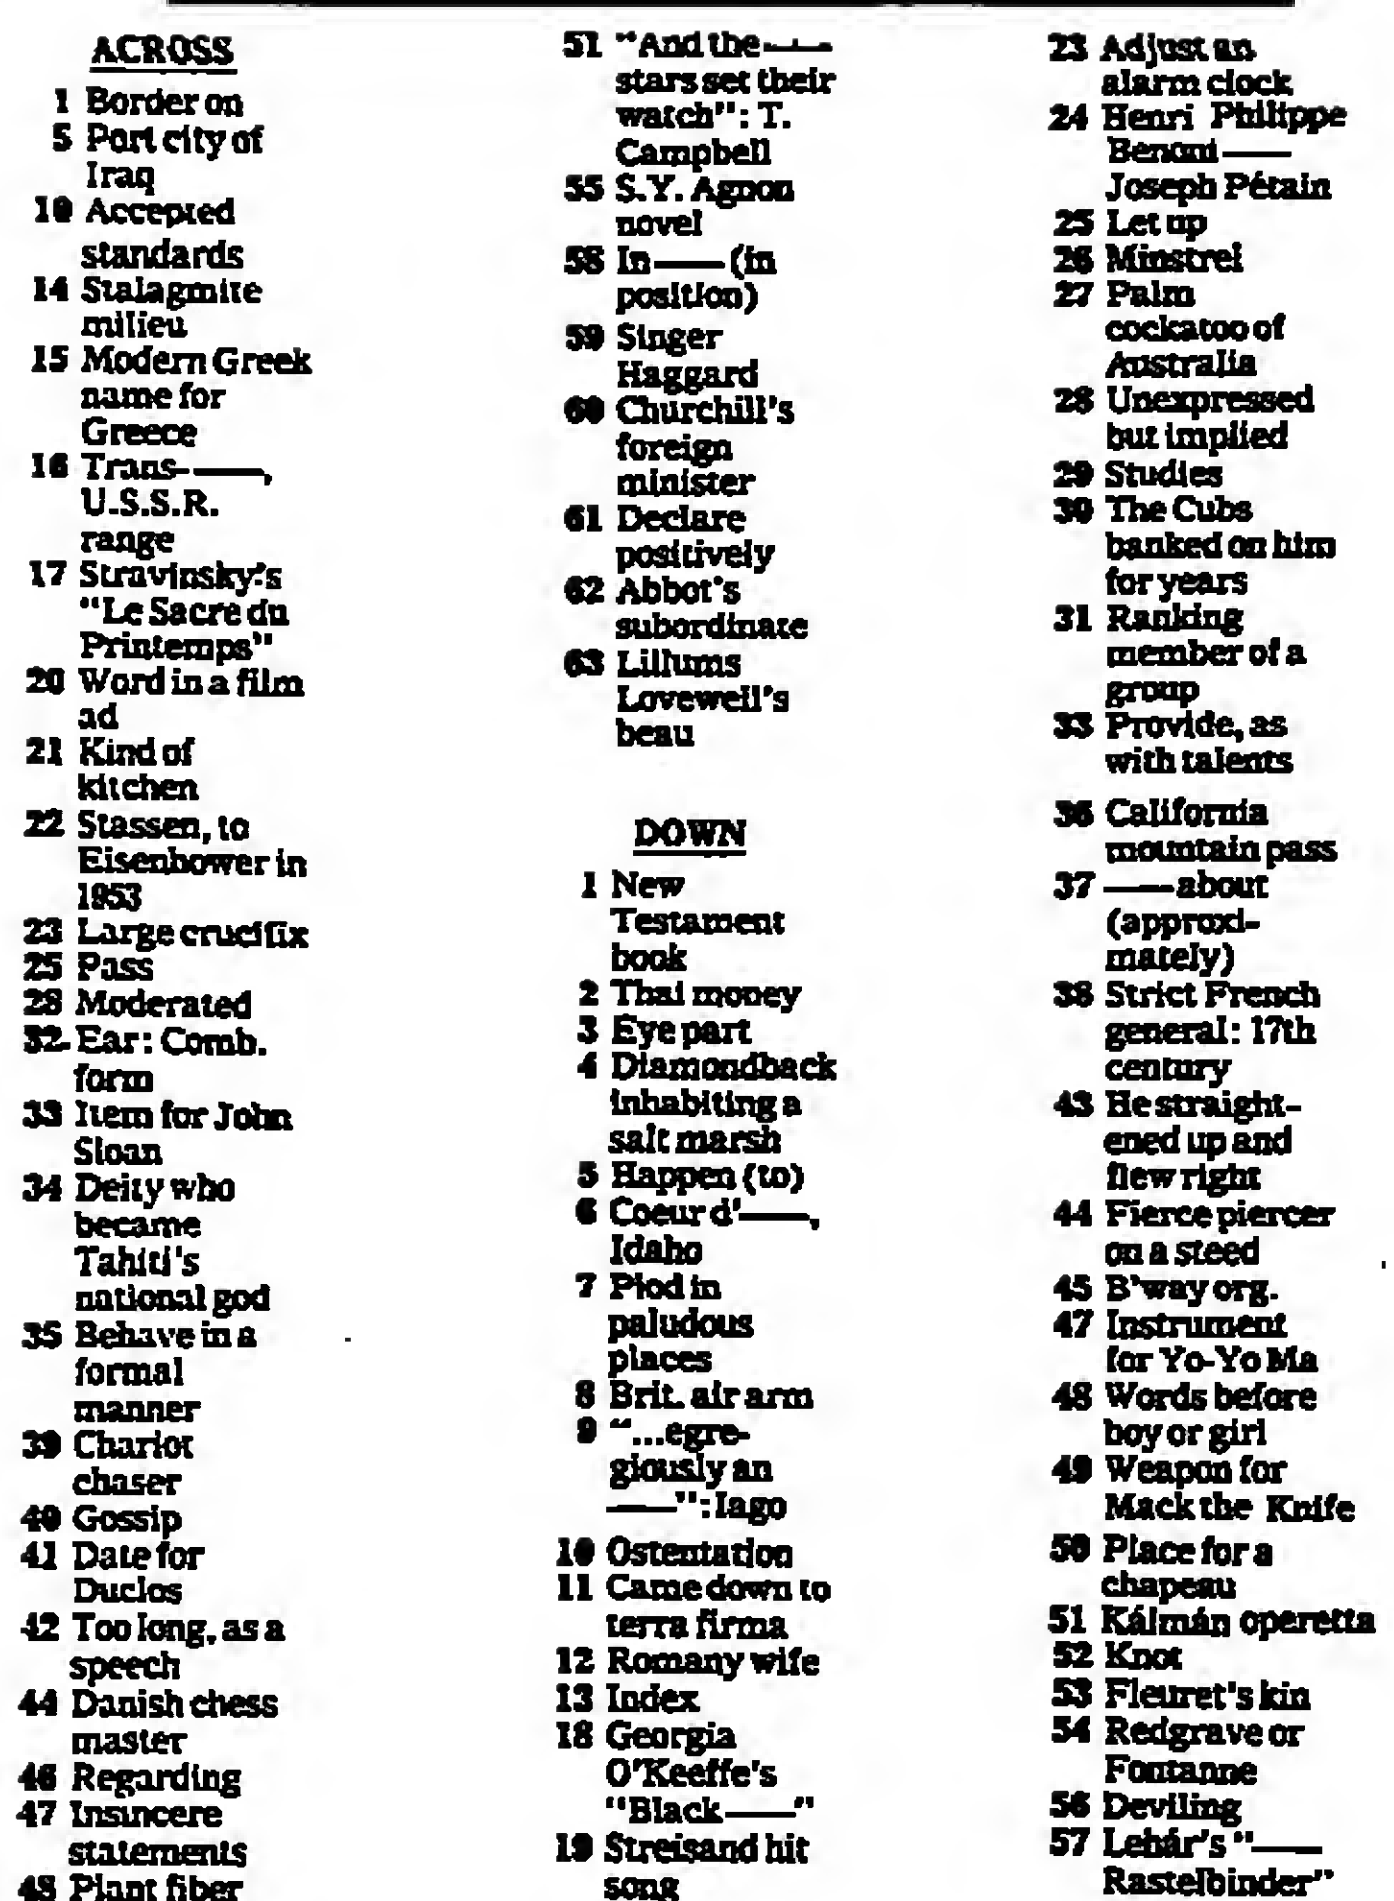 ACROSS
1 Border on
5 Port city of
Iraq
10 Accepted
standards
14 Stalagmite
milieu
15 Modern Greek
name for
Greece
16 Trans-——,
U.S.S.R.
range
17 Stravinsky's
"Le Sacre du
Printemps"
20 Word in a film
ad
21 Kind of
kitchen
22 Stassen, to
Eisenhower in
1953
23 Large crucifix
25 Pass
28 Moderated
32 Ear: Comb.
form
33 Item for John
Sloan
34 Deity who
became
Tahiti's
national god
35 Behave in a
formal
manner
39 Chariot
chaser
40 Gossip
41 Date for
Duclos
42 Too long, as a
speech
44 Danish chess
master
46 Regarding
47 Insincere
statements
48 Plant fiber
51 "And the ——
stars set their
watch": T.
Campbell
55 S.Y. Agnon
novel
58 In —— (in
position)
59 Singer
Haggard
60 Churchill's
foreign
minister
61 Declare
positively
62 Abbot's
subordinate
63 Lillums
Lovewell's
beau
DOWN
1 New
Testament
book
2 Thai money
3 Eye part
4 Diamondback
inhabiting a
salt marsh
5 Happen (to)
6 Coeur d'——,
Idaho
7 Plod in
paludous
places
8 Brit. air arm
9 "...egre-
giously an
——": Iago
10 Ostentation
11 Came down to
terra firma
12 Romany wife
13 Index
18 Georgia
O'Keeffe's
"Black ——"
19 Streisand hit
song
23 Adjust an
alarm clock
24 Henri Philippe
Benoni ——
Joseph Pétain
25 Let up
26 Minstrel
27 Palm
cockatoo of
Australia
28 Unexpressed
but implied
29 Studies
30 The Cubs
banked on him
for years
31 Ranking
member of a
group
33 Provide, as
with talents
36 California
mountain pass
37 —— about
(approxi-
mately)
38 Strict French
general: 17th
century
43 He straight-
ened up and
flew right
44 Fierce piercer
on a steed
45 B'way org.
47 Instrument
for Yo-Yo Ma
48 Words before
boy or girl
49 Weapon for
Mack the Knife
50 Place for a
chapeau
51 Kálmán operetta
52 Knot
53 Fleuret's kin
54 Redgrave or
Fontanne
56 Deviling
57 Lehár's "——
Rastelbinder"